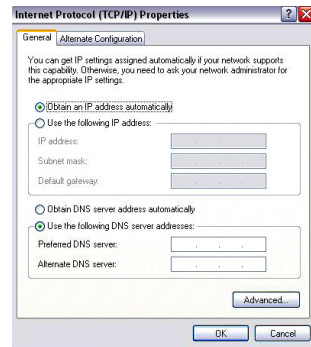 Internet Protocol (TCP/IP) Properties
General
Alternate Configuration
You can get IP settings assigned automatically if your network supports
this capability. Otherwise, you need to ask your network administrator for
the appropriate IP settings.
Obtain an IP address automatically
Use the following IP address:
IP address:
Subnet mask:
Default gateway:
Obtain DNS server address automatically
Use the following DNS server addresses:
Preferred DNS server:
Alternate DNS server:
Advanced...
OK
Cancel